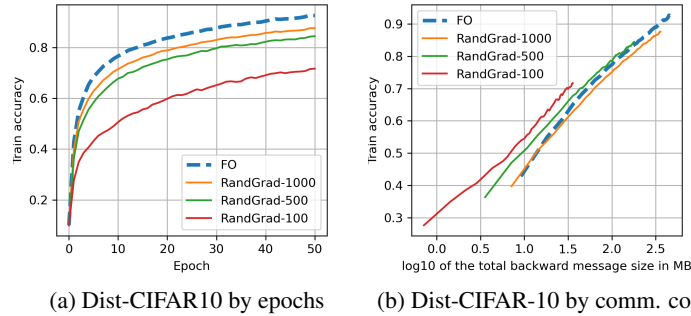 0.8
0.6
0.4
0.2
Train accuracy
FO
RandGrad-1000
RandGrad-500
RandGrad-100
0 10 20 30 40 50
Epoch
(a) Dist-CIFAR10 by epochs
0.9
0.8
0.7
0.6
0.5
0.4
0.3
Train accuracy
FO
RandGrad-1000
RandGrad-500
RandGrad-100
0.0 0.5 1.0 1.5 2.0 2.5
log10 of the total backward message size in MB
(b) Dist-CIFAR-10 by comm. co